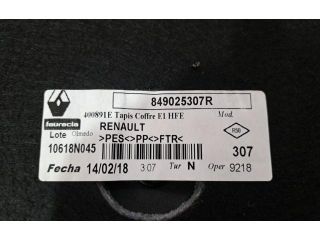 849025307R
400891E Tapis Coffre E1 HFE
Mod.
faurecia
RENAULT
R50
Lote Olmedo
>PES<>PP<>FTR<
10618N045
307
Fecha 14/02/18 3:07 Tur N Oper 9218